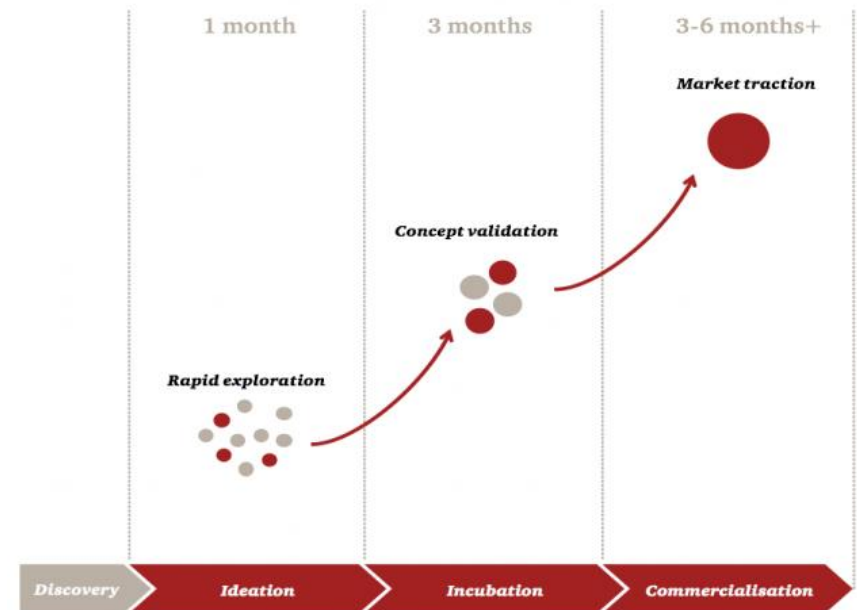 1 month
3 months
3-6 months+
Market traction
Concept validation
Rapid exploration
Discovery
Ideation
Incubation
Commercialisation